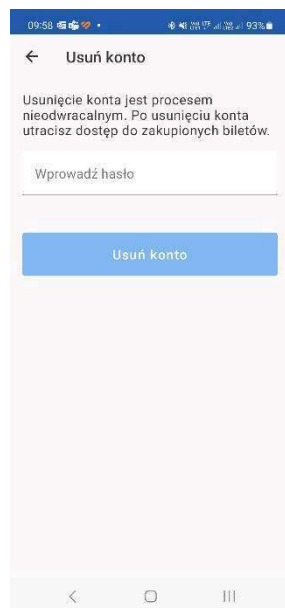 09:58 93%
Usuń konto
Usunięcie konta jest procesem
nieodwracalnym. Po usunięciu konta
utracisz dostęp do zakupionych biletów.
Wprowadź hasło
Usuń konto